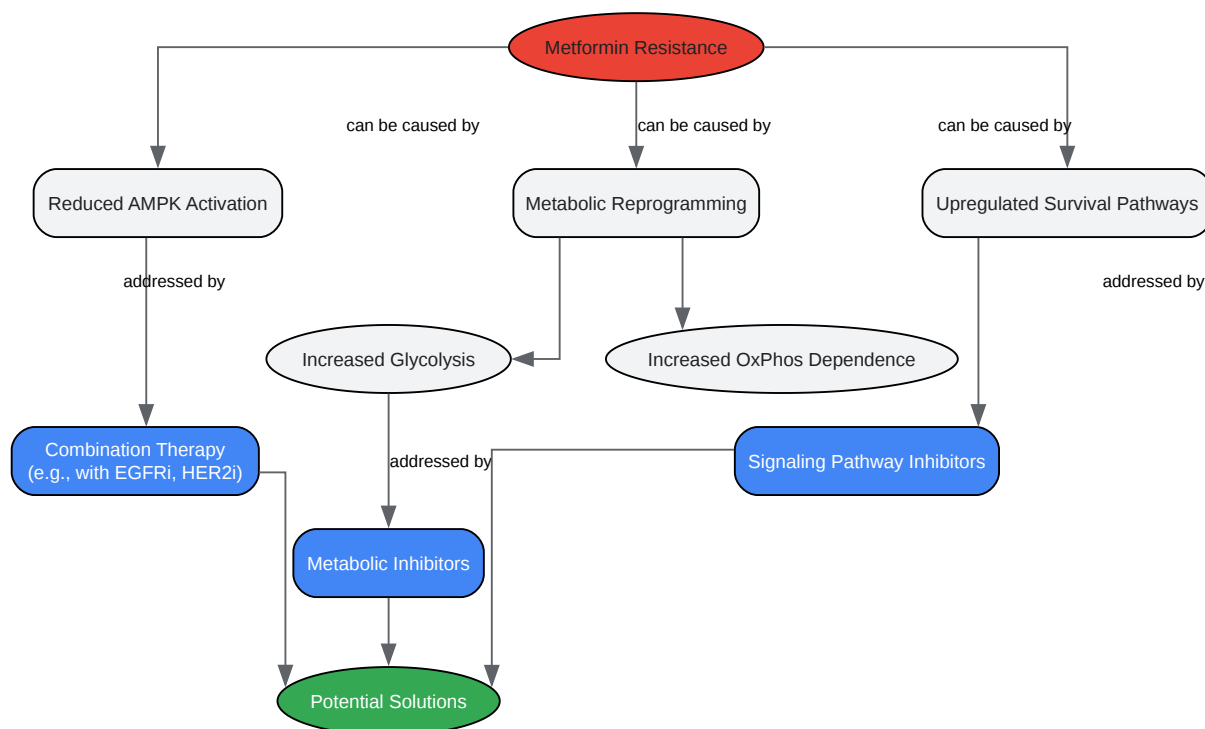 Metformin Resistance
can be caused by
can be caused by
can be caused by
Reduced AMPK Activation
Metabolic Reprogramming
Upregulated Survival Pathways
addressed by
addressed by
Increased Glycolysis
Increased OxPhos Dependence
Combination Therapy
(e.g., with EGFRi, HER2i)
addressed by
Signaling Pathway Inhibitors
Metabolic Inhibitors
Potential Solutions